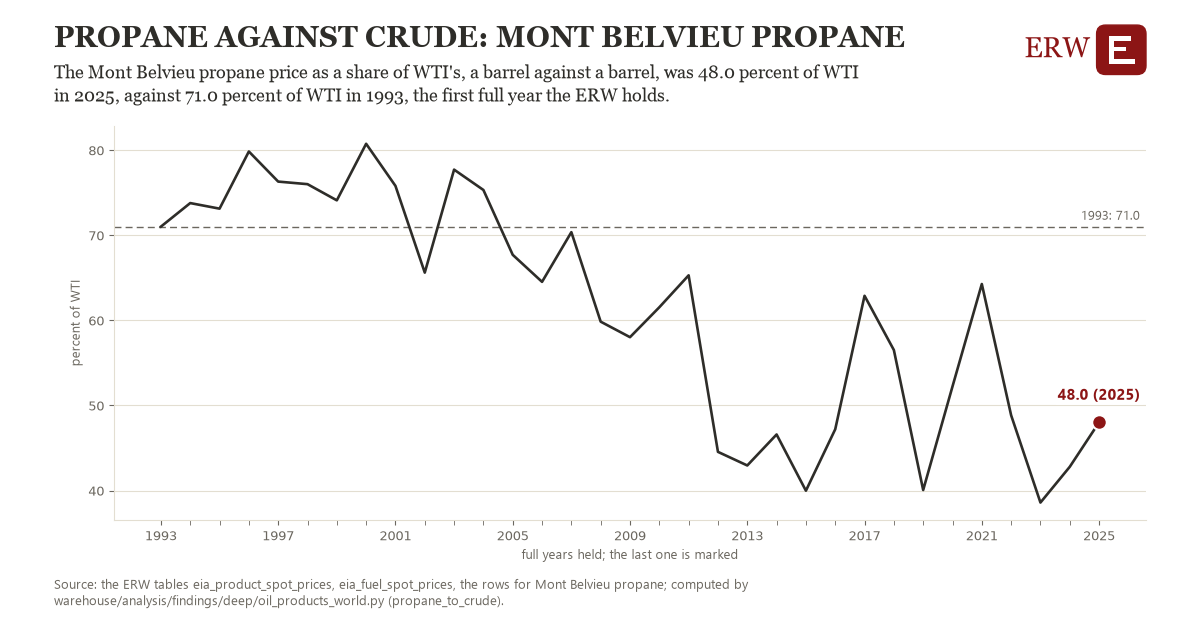 PROPANE AGAINST CRUDE: MONT BELVIEU PROPANE
ERW E
The Mont Belvieu propane price as a share of WTI's, a barrel against a barrel, was 48.0 percent of WTI
in 2025, against 71.0 percent of WTI in 1993, the first full year the ERW holds.
80
70
60
50
40
percent of WTI
1993: 71.0
48.0 (2025)
1993 1997 2001 2005 2009 2013 2017 2021 2025
full years held; the last one is marked
Source: the ERW tables eia_product_spot_prices, eia_fuel_spot_prices, the rows for Mont Belvieu propane; computed by
warehouse/analysis/findings/deep/oil_products_world.py (propane_to_crude).